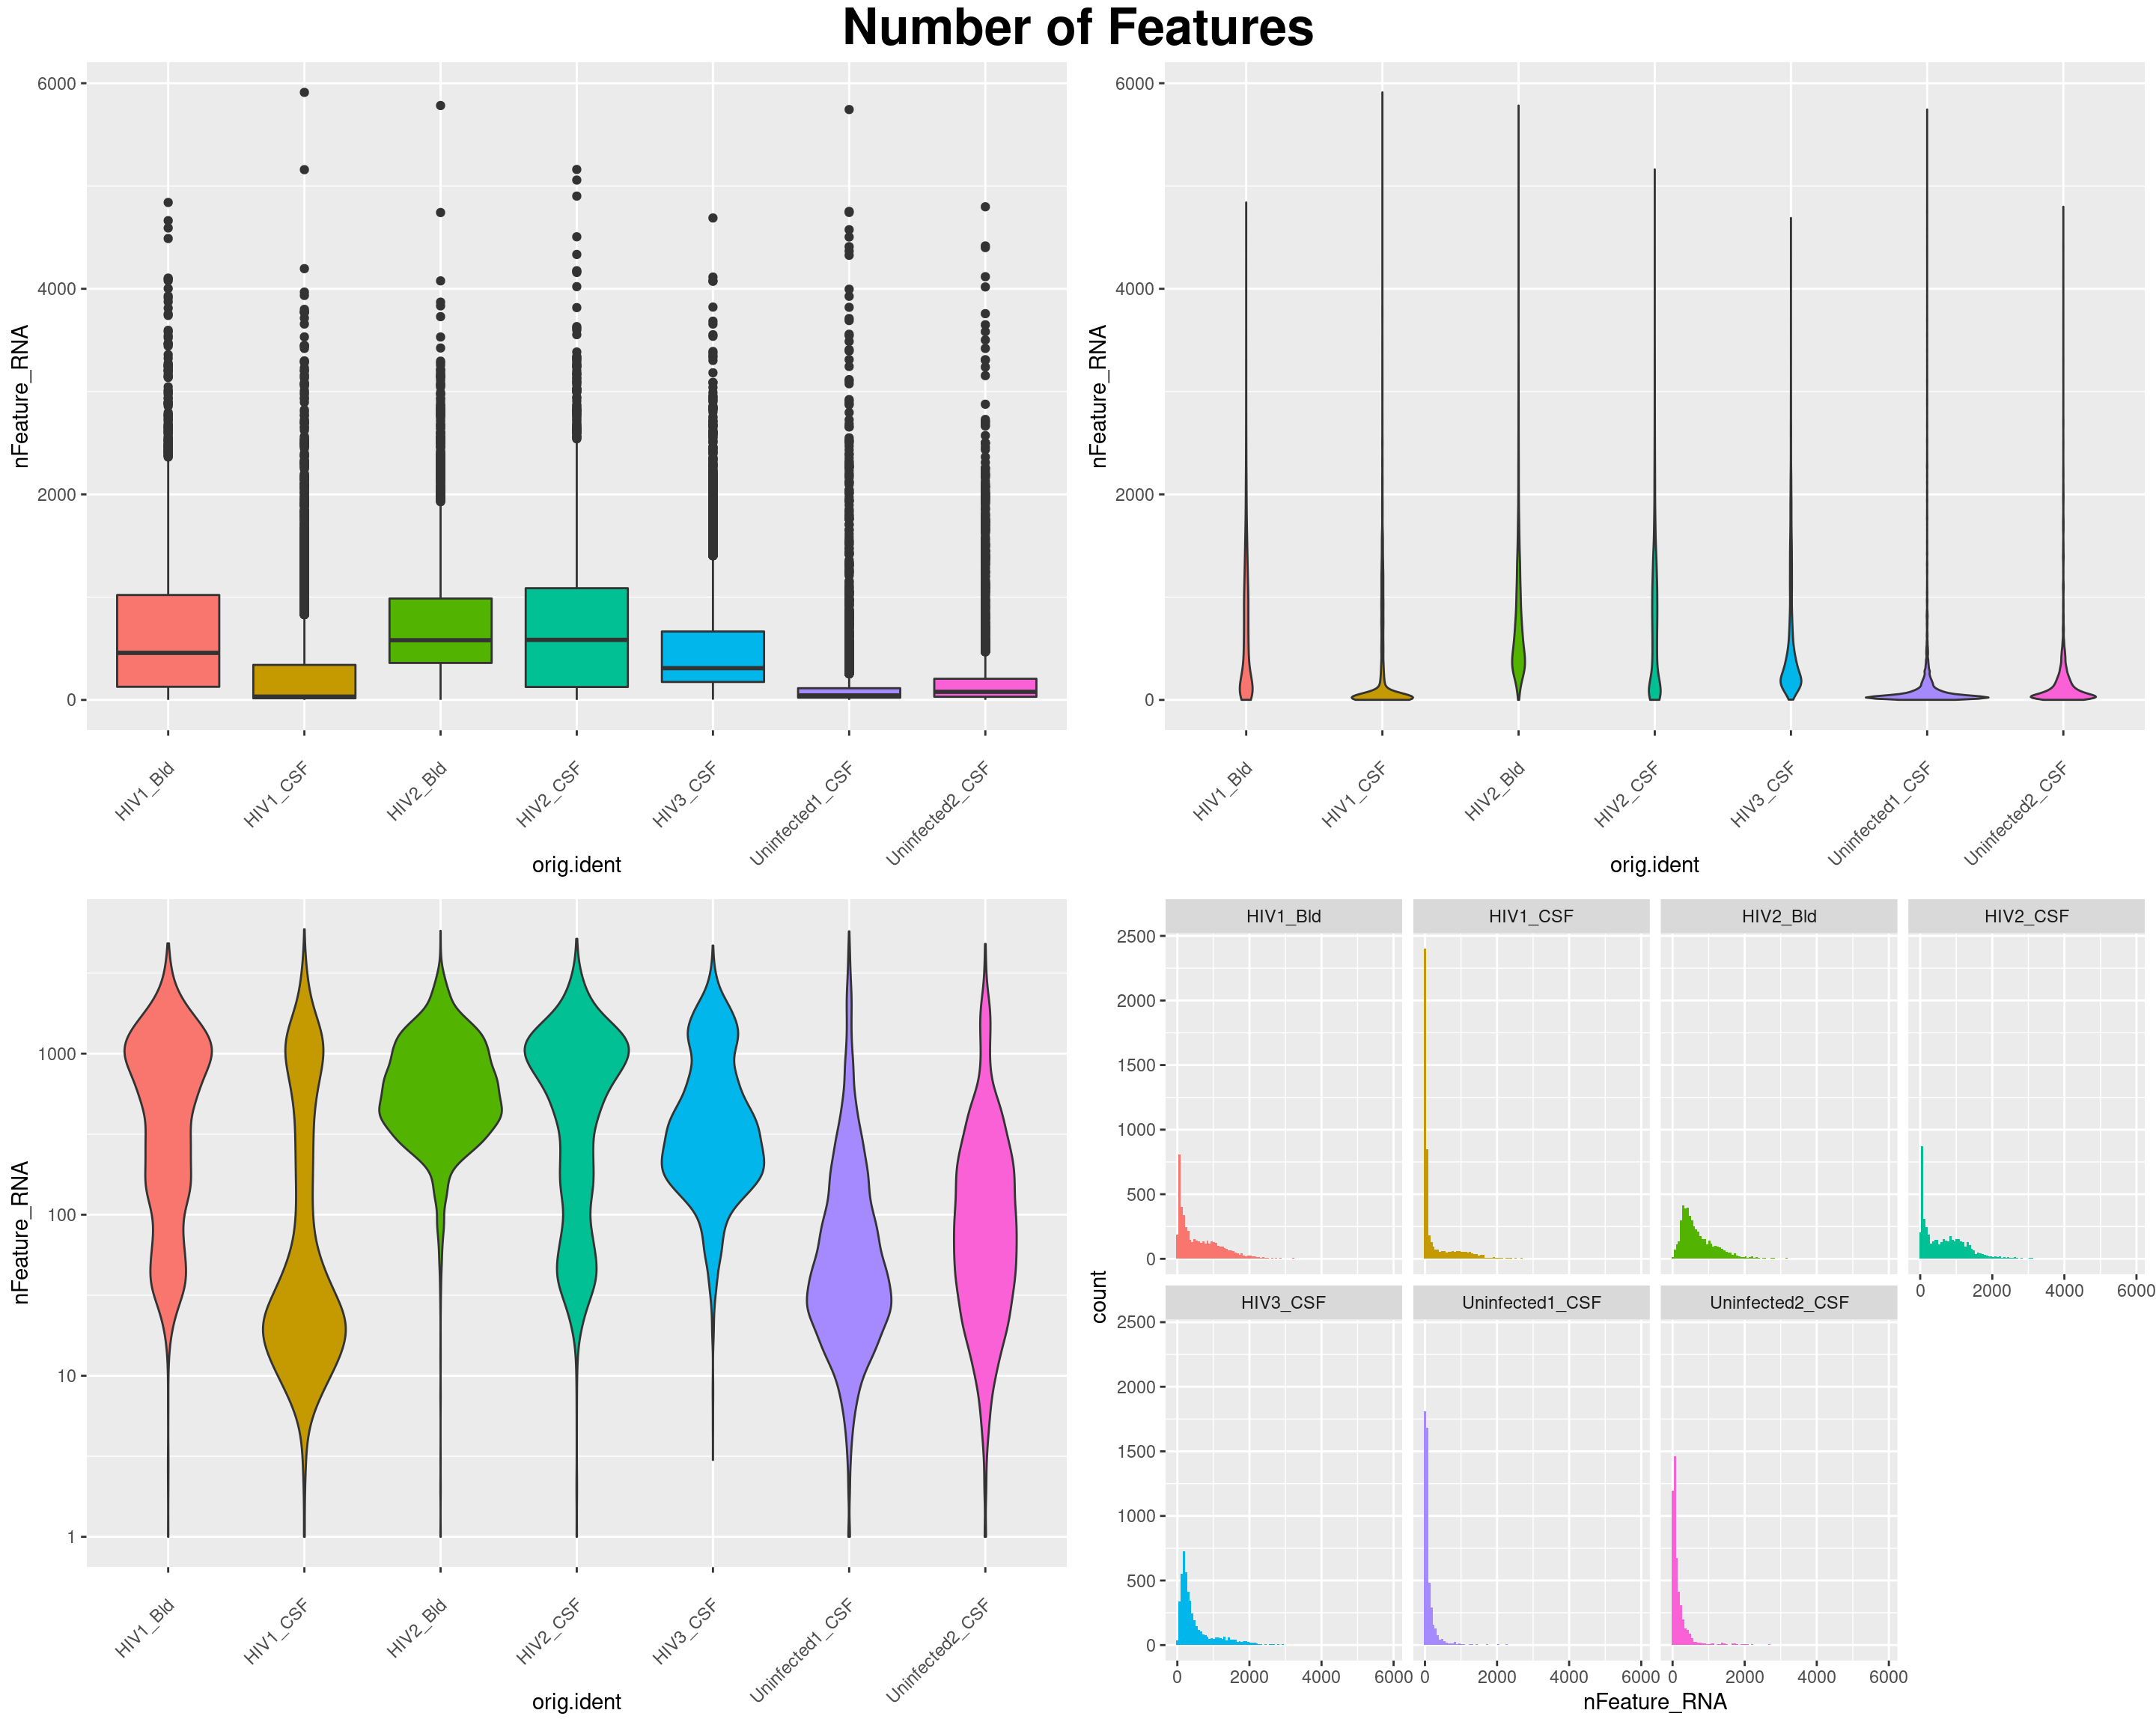 Number of Features
nFeature_RNA
6000
4000
2000
0
HIV1_Bld
HIV1_CSF
HIV2_Bld
HIV2_CSF
HIV3_CSF
Uninfected1_CSF
Uninfected2_CSF
orig.ident
nFeature_RNA
6000
4000
2000
0
HIV1_Bld
HIV1_CSF
HIV2_Bld
HIV2_CSF
HIV3_CSF
Uninfected1_CSF
Uninfected2_CSF
orig.ident
nFeature_RNA
1000
100
10
1
HIV1_Bld
HIV1_CSF
HIV2_Bld
HIV2_CSF
HIV3_CSF
Uninfected1_CSF
Uninfected2_CSF
orig.ident
count
HIV1_Bld HIV1_CSF HIV2_Bld HIV2_CSF
2500
2000
1500
1000
500
0
0 2000 4000 6000
HIV3_CSF Uninfected1_CSF Uninfected2_CSF
2500
2000
1500
1000
500
0
0 2000 4000 6000 0 2000 4000 6000 0 2000 4000 6000
nFeature_RNA